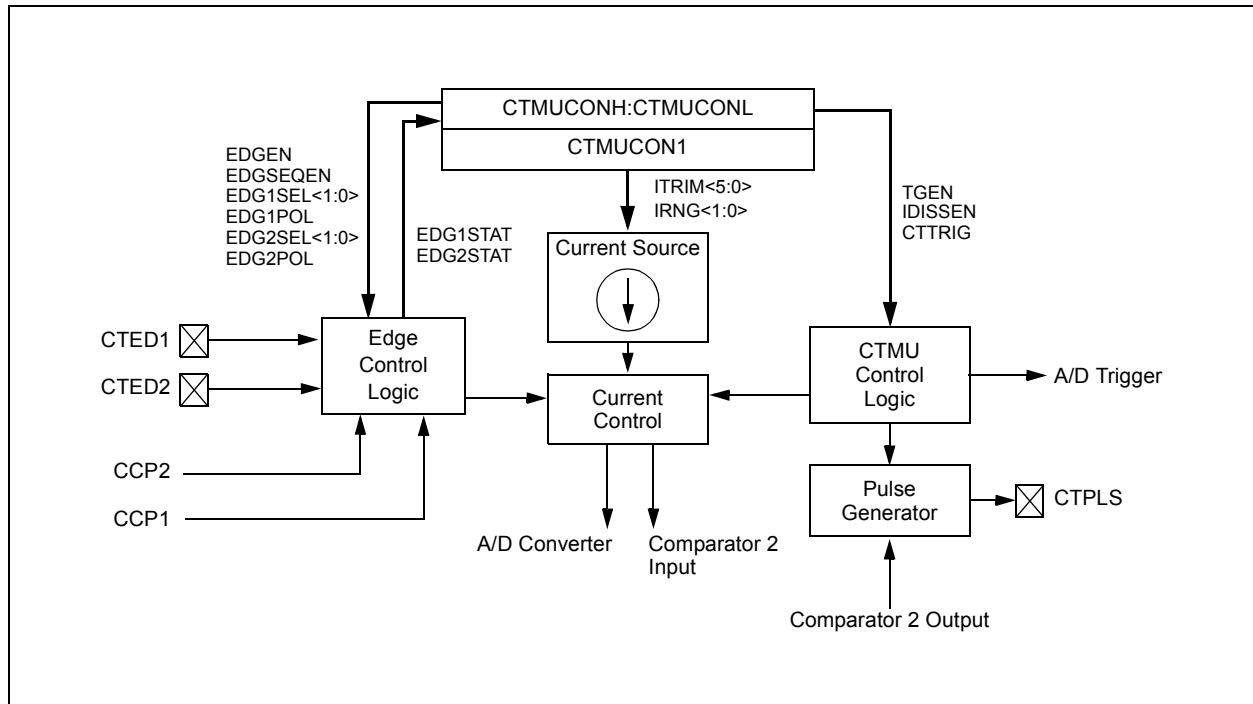 CTMUCONH:CTMUCONL
CTMUCON1
EDGEN
EDGSEQEN
EDG1SEL<1:0>
EDG1POL
EDG2SEL<1:0>
EDG2POL
EDG1STAT
EDG2STAT
ITRIM<5:0>
IRNG<1:0>
TGEN
IDISSEN
CTTRIG
Current Source
CTED1
CTED2
Edge
Control
Logic
Current
Control
CTMU
Control
Logic
A/D Trigger
CCP2
CCP1
Pulse
Generator
CTPLS
A/D Converter
Comparator 2
Input
Comparator 2 Output